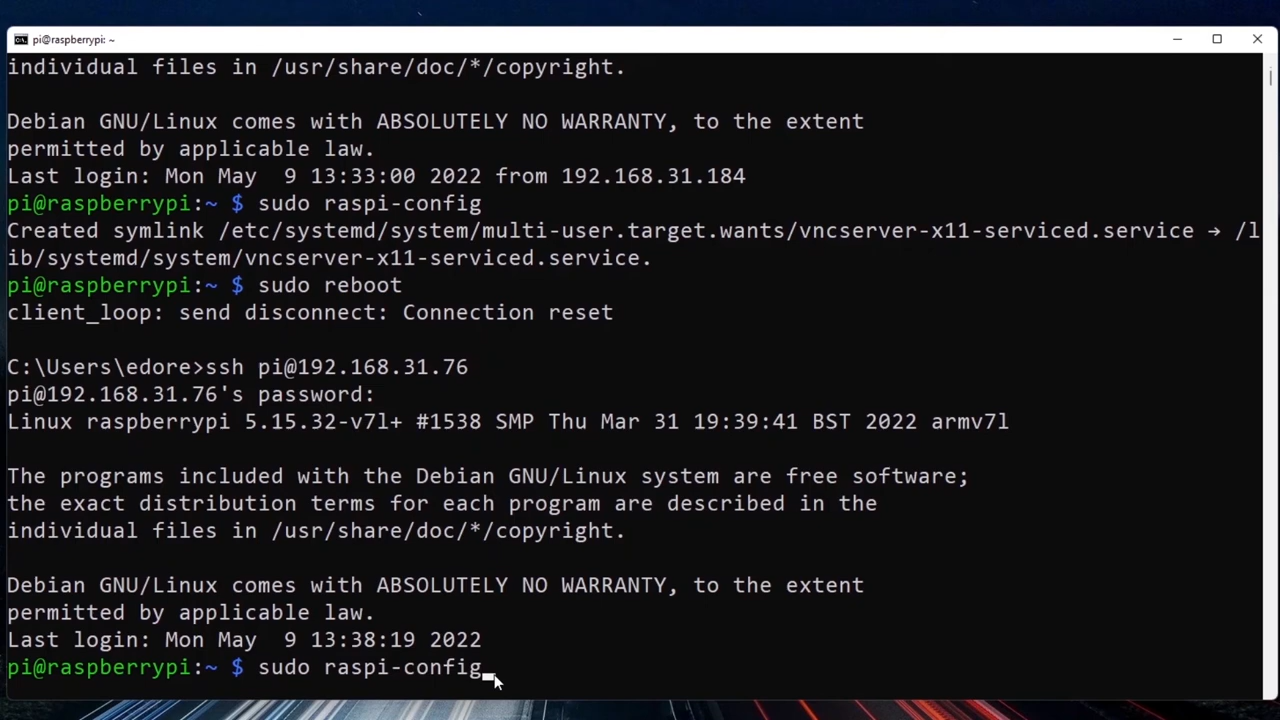 pi@raspberrypi: ~
individual files in /usr/share/doc/*/copyright.
Debian GNU/Linux comes with ABSOLUTELY NO WARRANTY, to the extent
permitted by applicable law.
Last login: Mon May  9 13:33:00 2022 from 192.168.31.184
pi@raspberrypi:~ $ sudo raspi-config
Created symlink /etc/systemd/system/multi-user.target.wants/vncserver-x11-serviced.service → /l
ib/systemd/system/vncserver-x11-serviced.service.
pi@raspberrypi:~ $ sudo reboot
client_loop: send disconnect: Connection reset
C:\Users\edore>ssh pi@192.168.31.76
pi@192.168.31.76's password:
Linux raspberrypi 5.15.32-v7l+ #1538 SMP Thu Mar 31 19:39:41 BST 2022 armv7l
The programs included with the Debian GNU/Linux system are free software;
the exact distribution terms for each program are described in the
individual files in /usr/share/doc/*/copyright.
Debian GNU/Linux comes with ABSOLUTELY NO WARRANTY, to the extent
permitted by applicable law.
Last login: Mon May  9 13:38:19 2022
pi@raspberrypi:~ $ sudo raspi-config